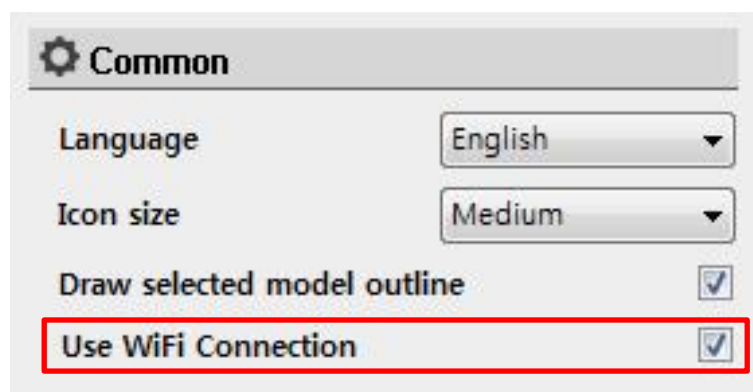 Common
Language English
Icon size Medium
Draw selected model outline
Use WiFi Connection